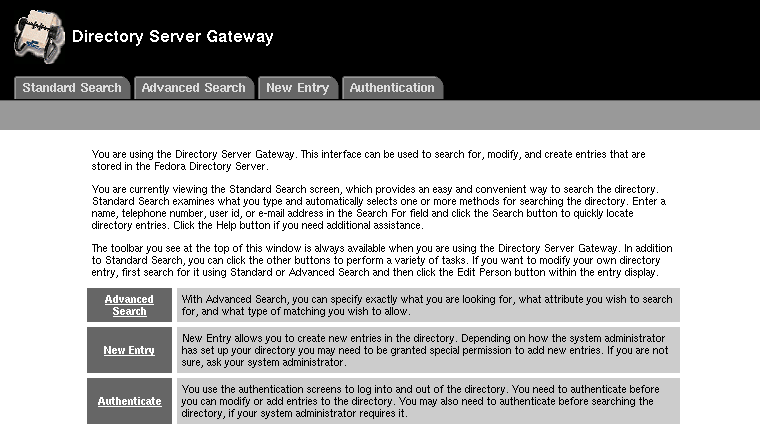 Directory Server Gateway
Standard Search Advanced Search New Entry Authentication
You are using the Directory Server Gateway. This interface can be used to search for, modify, and create entries that are
stored in the Fedora Directory Server.
You are currently viewing the Standard Search screen, which provides an easy and convenient way to search the directory.
Standard Search examines what you type and automatically selects one or more methods for searching the directory. Enter a
name, telephone number, user id, or e-mail address in the Search For field and click the Search button to quickly locate
directory entries. Click the Help button if you need additional assistance.
The toolbar you see at the top of this window is always available when you are using the Directory Server Gateway. In addition
to Standard Search, you can click the other buttons to perform a variety of tasks. If you want to modify your own directory
entry, first search for it using Standard or Advanced Search and then click the Edit Person button within the entry display.
Advanced
Search
With Advanced Search, you can specify exactly what you are looking for, what attribute you wish to search
for, and what type of matching you wish to allow.
New Entry
New Entry allows you to create new entries in the directory. Depending on how the system administrator
has set up your directory you may need to be granted special permission to add new entries. If you are not
sure, ask your system administrator.
Authenticate
You use the authentication screens to log into and out of the directory. You need to authenticate before
you can modify or add entries to the directory. You may also need to authenticate before searching the
directory, if your system administrator requires it.